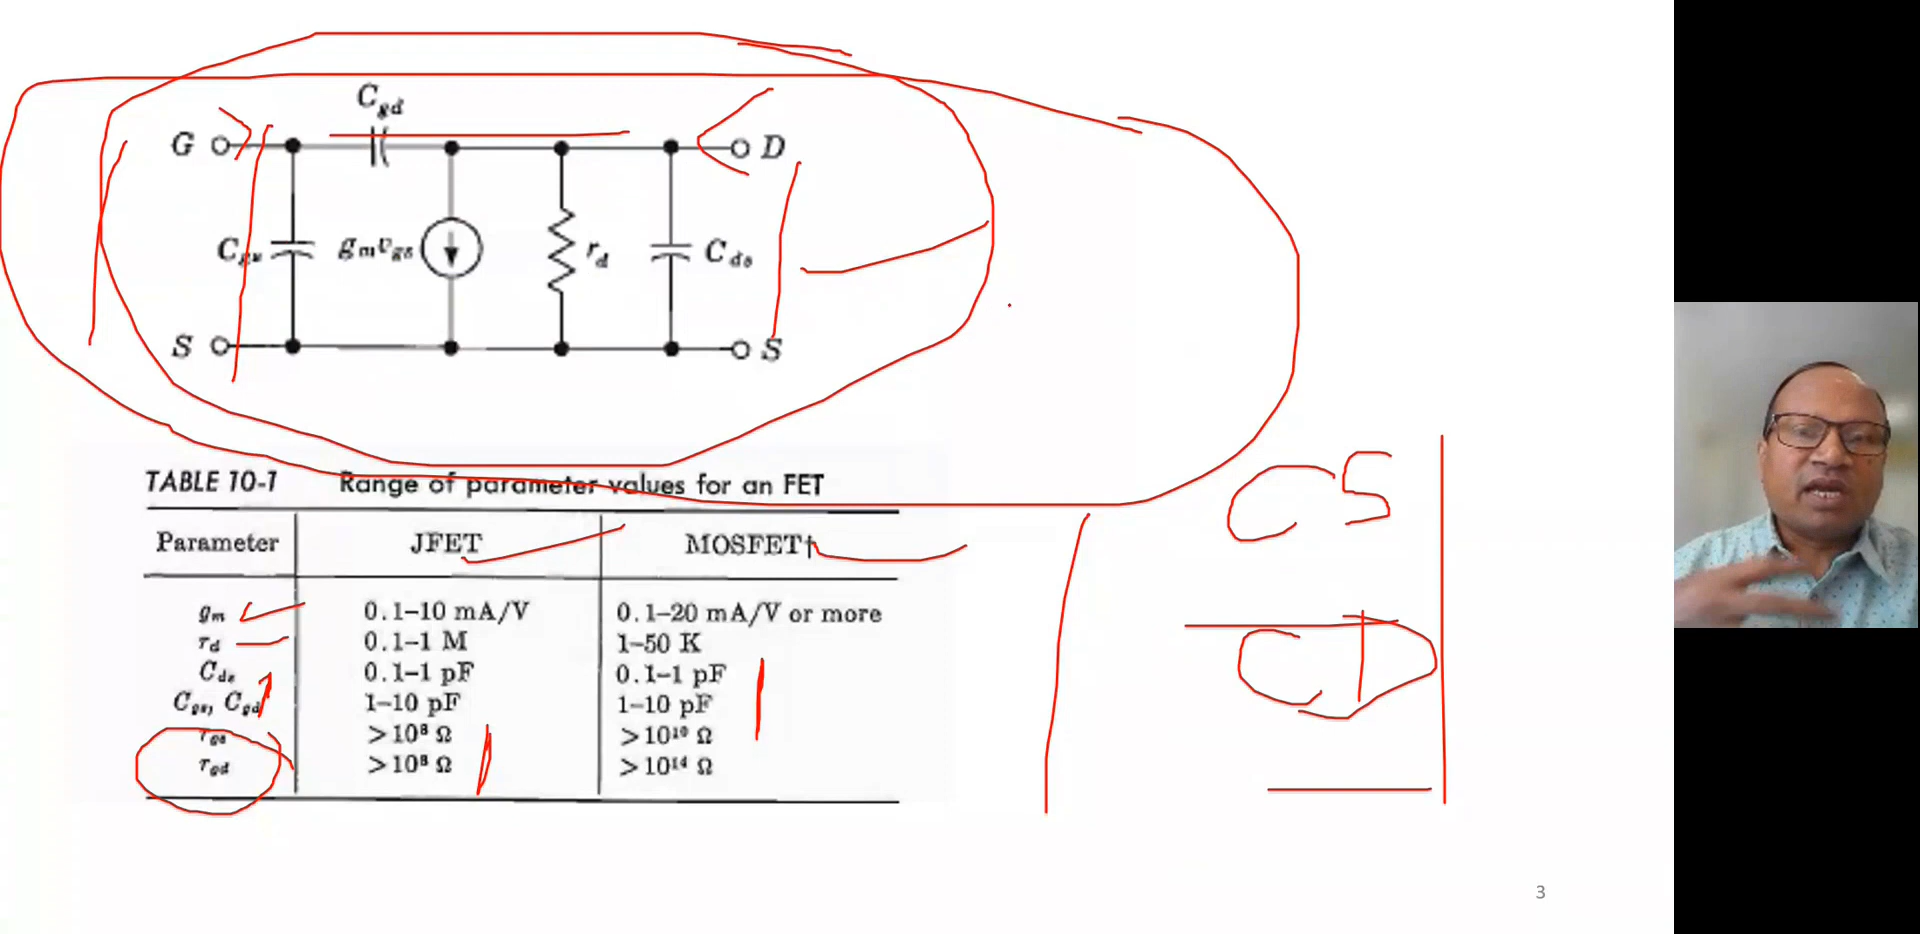 C_gd
G
D
C_gs
g_m v_gs
r_d
C_ds
S
S
TABLE 10-1 Range of parameter values for an FET
Parameter JFET MOSFET†
g_m 0.1–10 mA/V 0.1–20 mA/V or more
r_d 0.1–1 M 1–50 K
C_ds 0.1–1 pF 0.1–1 pF
C_gs, C_gd 1–10 pF 1–10 pF
r_gs >10⁸ Ω >10¹⁰ Ω
r_gd >10⁸ Ω >10¹⁴ Ω
CS
CD
3